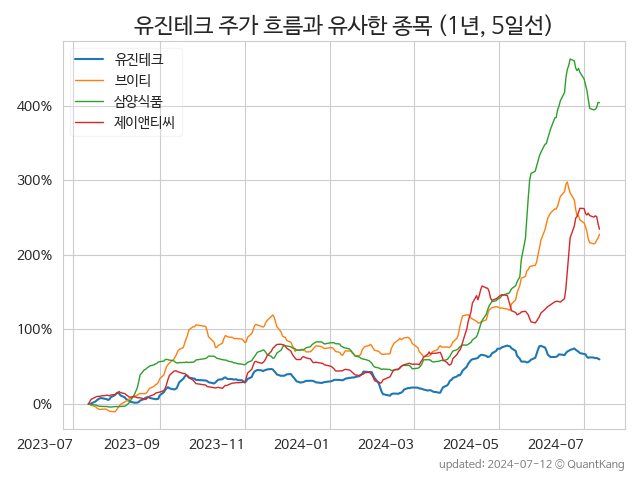 유진테크 주가 흐름과 유사한 종목 (1년, 5일선)
유진테크
브이티
삼양식품
제이앤티씨
400%
300%
200%
100%
0%
2023-07 2023-09 2023-11 2024-01 2024-03 2024-05 2024-07
updated: 2024-07-12 © QuantKang